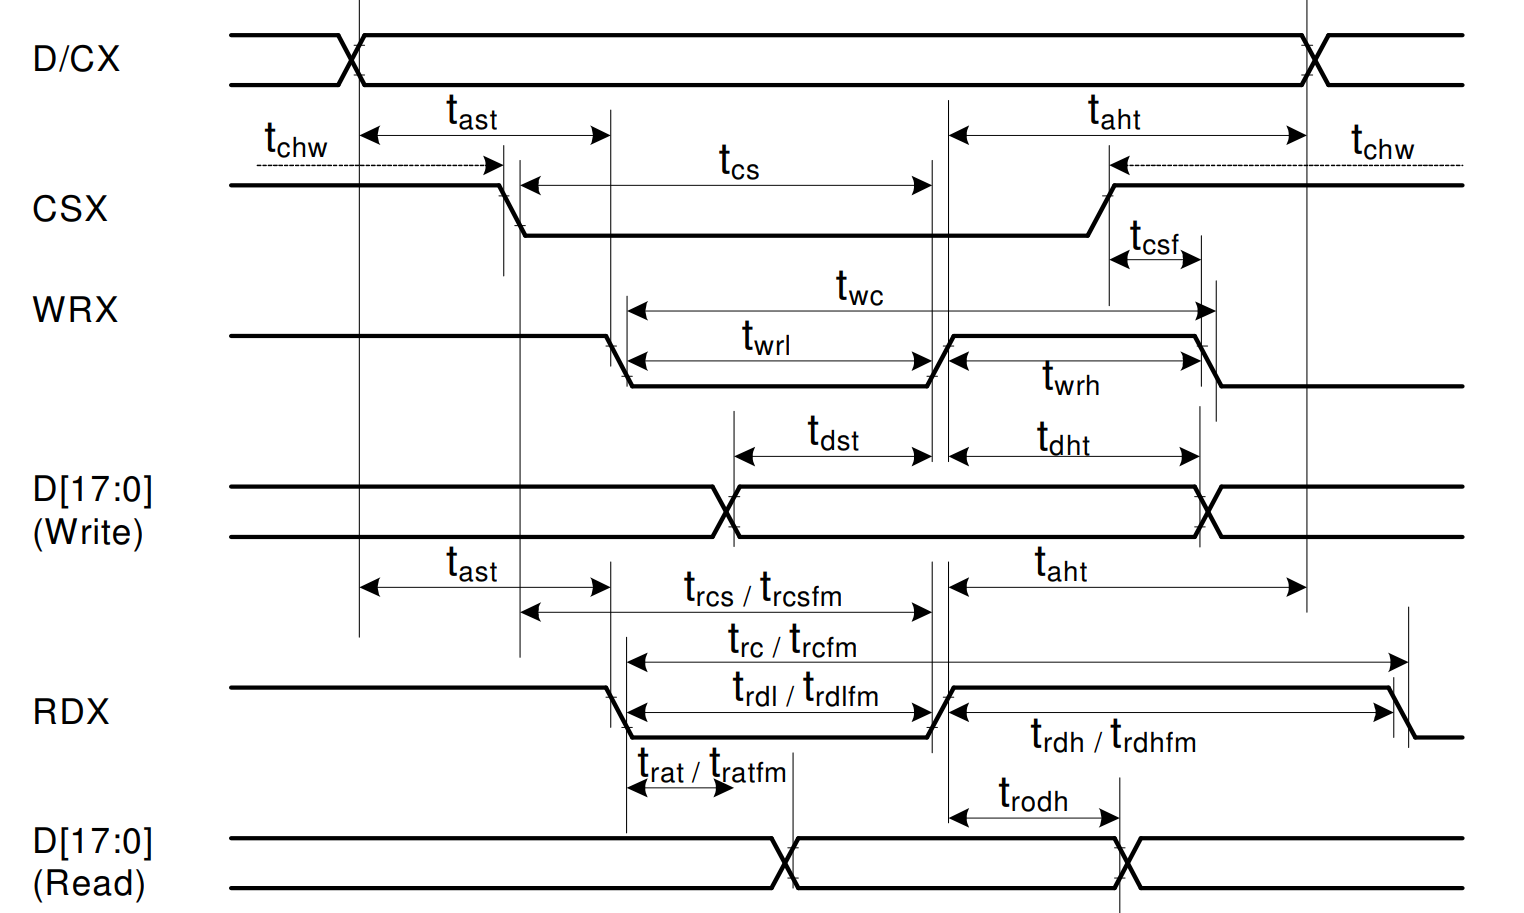 D/CX
tast
taht
tchw
tchw
tcs
CSX
tcsf
twc
WRX
twrl
twrh
tdst
tdht
D[17:0]
(Write)
tast
taht
trcs / trcsfm
trc / trcfm
trdl / trdlfm
RDX
trdh / trdhfm
trat / tratfm
trodh
D[17:0]
(Read)